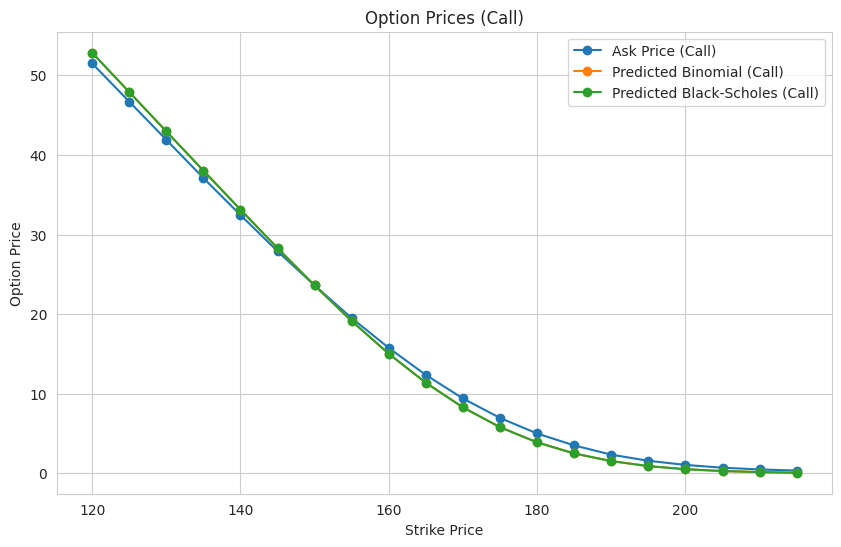 Option Prices (Call)
Ask Price (Call)
Predicted Binomial (Call)
Predicted Black-Scholes (Call)
50
40
30
20
10
0
Option Price
120 140 160 180 200
Strike Price